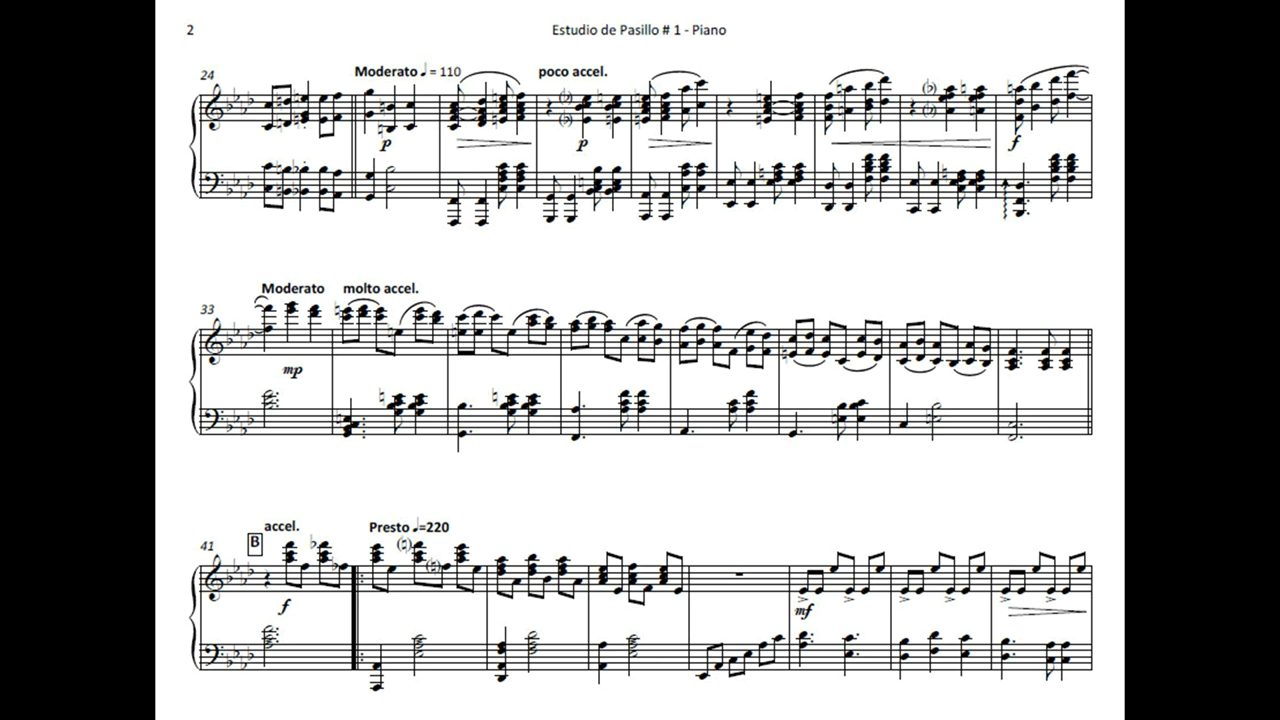 2 Estudio de Pasillo # 1 - Piano
24 Moderato ♩ = 110 poco accel.
p p f
33 Moderato molto accel.
mp
41 B accel. Presto ♩=220
f mf